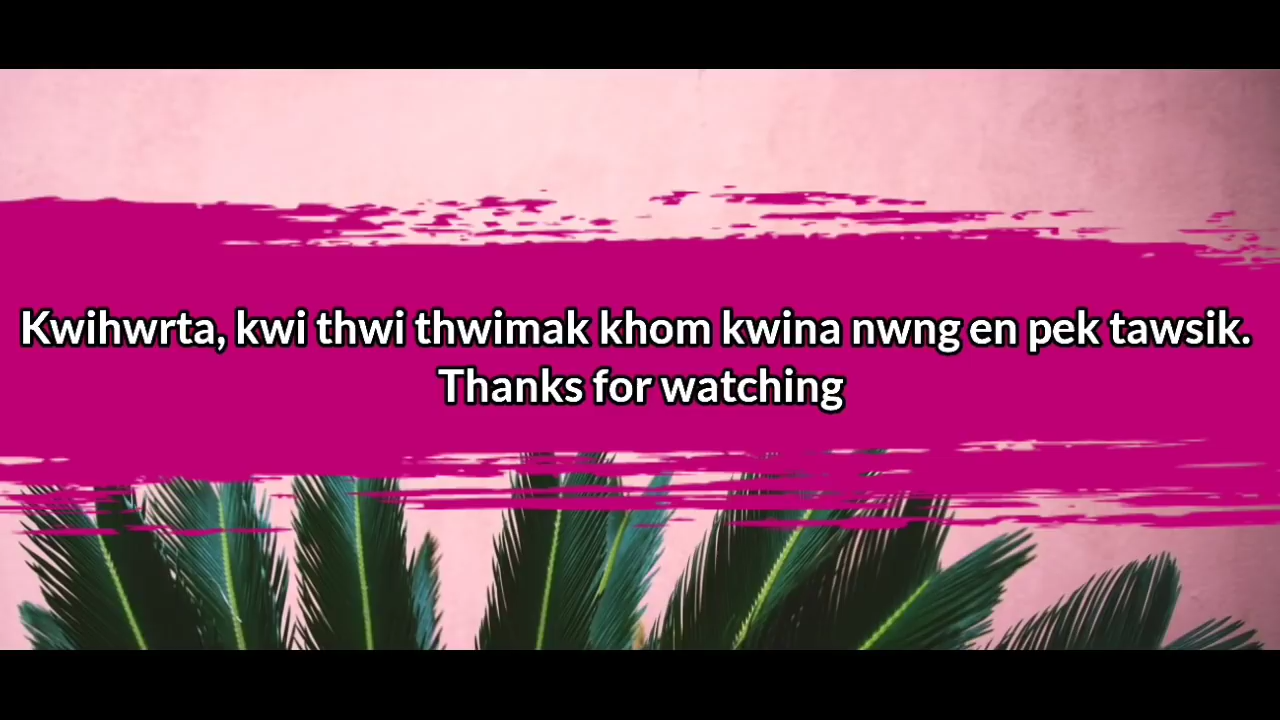 Kwihwrta, kwi thwi thwimak khom kwina nwng en pek tawsik.
Thanks for watching